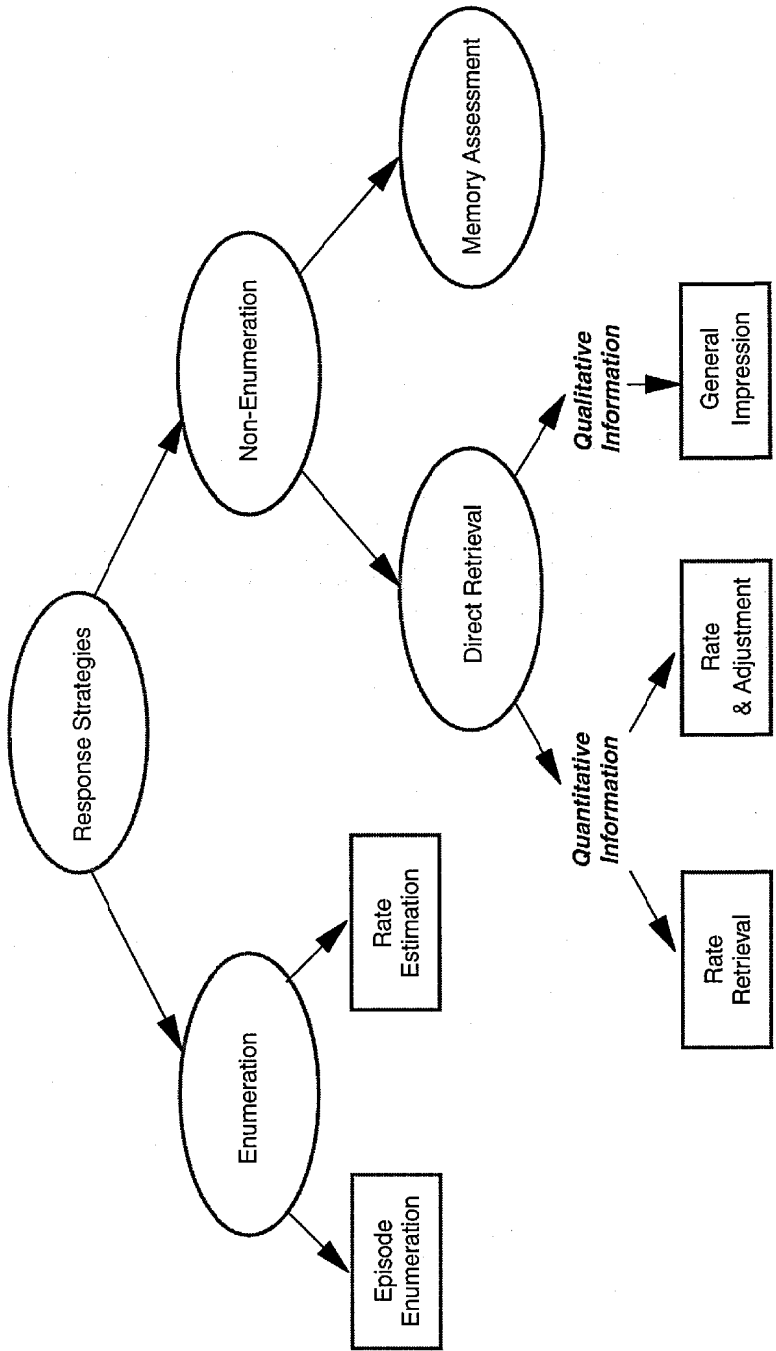 Response Strategies
Enumeration
Non-Enumeration
Episode
Enumeration
Rate
Estimation
Direct Retrieval
Memory Assessment
Quantitative
Information
Qualitative
Information
Rate
Retrieval
Rate
& Adjustment
General
Impression